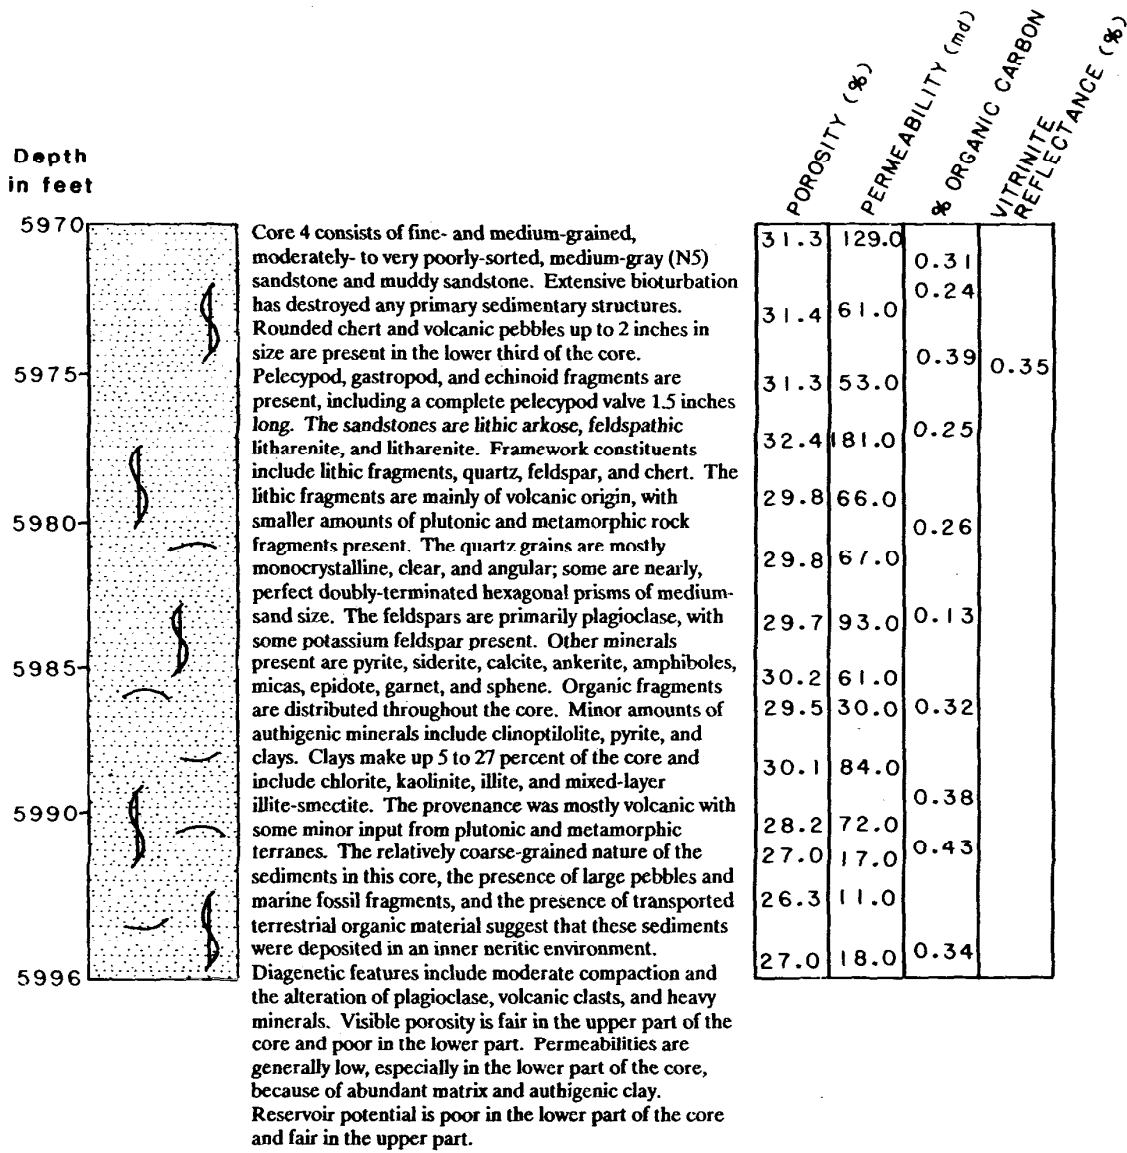 POROSITY (%)
PERMEABILITY (md)
% ORGANIC CARBON
VITRINITE
REFLECTANCE (%)
Depth
in feet
5970
5975
5980
5985
5990
5996
Core 4 consists of fine- and medium-grained,
moderately- to very poorly-sorted, medium-gray (N5)
sandstone and muddy sandstone. Extensive bioturbation
has destroyed any primary sedimentary structures.
Rounded chert and volcanic pebbles up to 2 inches in
size are present in the lower third of the core.
Pelecypod, gastropod, and echinoid fragments are
present, including a complete pelecypod valve 1.5 inches
long. The sandstones are lithic arkose, feldspathic
litharenite, and litharenite. Framework constituents
include lithic fragments, quartz, feldspar, and chert. The
lithic fragments are mainly of volcanic origin, with
smaller amounts of plutonic and metamorphic rock
fragments present. The quartz grains are mostly
monocrystalline, clear, and angular; some are nearly,
perfect doubly-terminated hexagonal prisms of medium-
sand size. The feldspars are primarily plagioclase, with
some potassium feldspar present. Other minerals
present are pyrite, siderite, calcite, ankerite, amphiboles,
micas, epidote, garnet, and sphene. Organic fragments
are distributed throughout the core. Minor amounts of
authigenic minerals include clinoptilolite, pyrite, and
clays. Clays make up 5 to 27 percent of the core and
include chlorite, kaolinite, illite, and mixed-layer
illite-smectite. The provenance was mostly volcanic with
some minor input from plutonic and metamorphic
terranes. The relatively coarse-grained nature of the
sediments in this core, the presence of large pebbles and
marine fossil fragments, and the presence of transported
terrestrial organic material suggest that these sediments
were deposited in an inner neritic environment.
Diagenetic features include moderate compaction and
the alteration of plagioclase, volcanic clasts, and heavy
minerals. Visible porosity is fair in the upper part of the
core and poor in the lower part. Permeabilities are
generally low, especially in the lower part of the core,
because of abundant matrix and authigenic clay.
Reservoir potential is poor in the lower part of the core
and fair in the upper part.
31.3 129.0
0.31
0.24
31.4 61.0
0.39 0.35
31.3 53.0
0.25
32.4 181.0
29.8 66.0
0.26
29.8 67.0
29.7 93.0 0.13
30.2 61.0
29.5 30.0 0.32
30.1 84.0
0.38
28.2 72.0
0.43
27.0 17.0
26.3 11.0
27.0 18.0 0.34